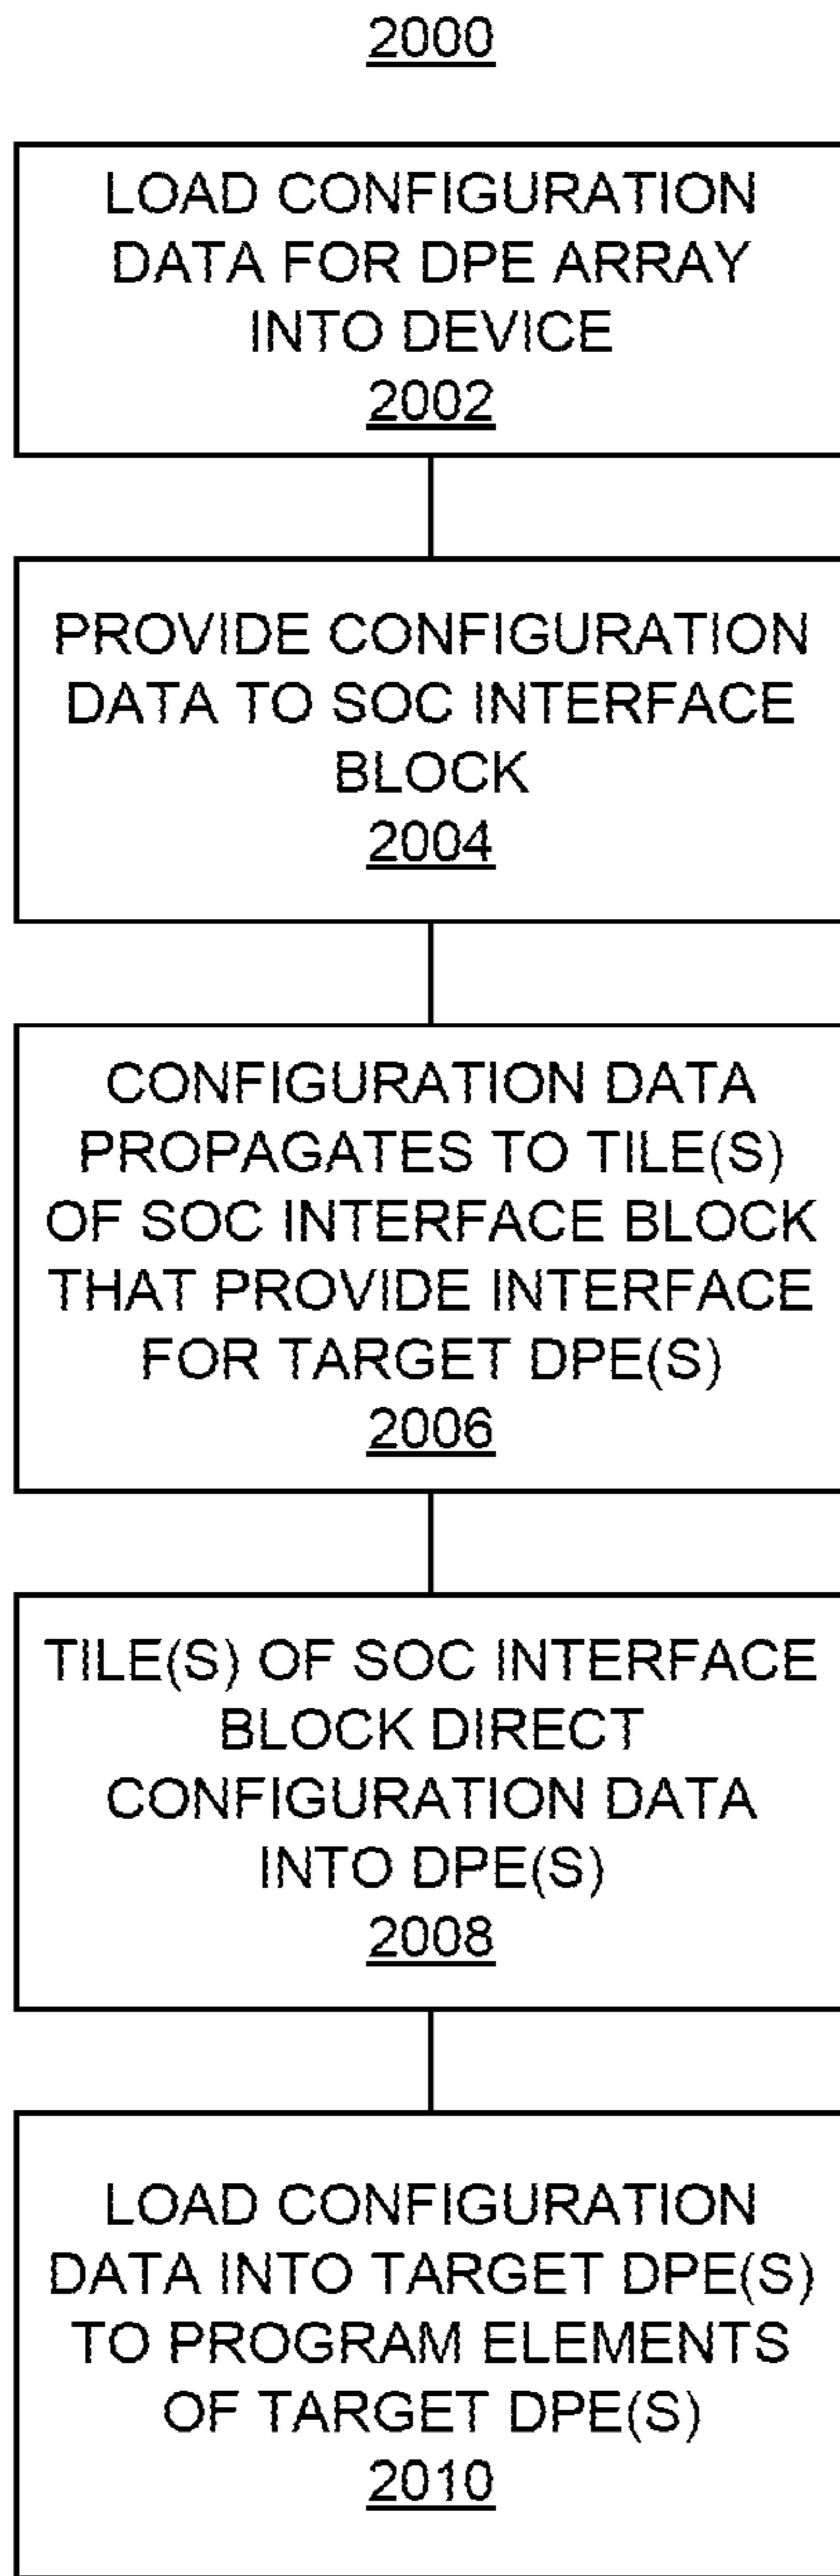 2000
LOAD CONFIGURATION
DATA FOR DPE ARRAY
INTO DEVICE
2002
PROVIDE CONFIGURATION
DATA TO SOC INTERFACE
BLOCK
2004
CONFIGURATION DATA
PROPAGATES TO TILE(S)
OF SOC INTERFACE BLOCK
THAT PROVIDE INTERFACE
FOR TARGET DPE(S)
2006
TILE(S) OF SOC INTERFACE
BLOCK DIRECT
CONFIGURATION DATA
INTO DPE(S)
2008
LOAD CONFIGURATION
DATA INTO TARGET DPE(S)
TO PROGRAM ELEMENTS
OF TARGET DPE(S)
2010